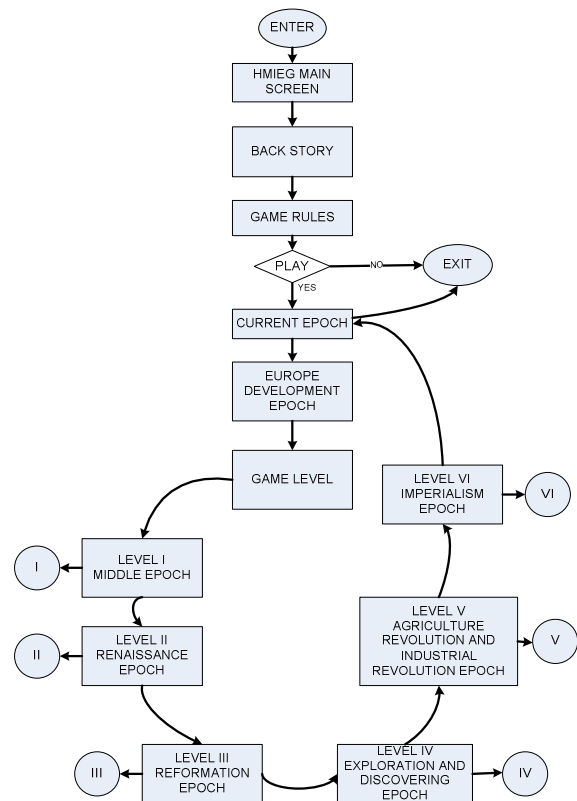 ENTER
HMIEG MAIN
SCREEN
BACK STORY
GAME RULES
PLAY
NO
EXIT
YES
CURRENT EPOCH
EUROPE
DEVELOPMENT
EPOCH
GAME LEVEL
LEVEL VI
IMPERIALISM
EPOCH
VI
LEVEL I
MIDDLE EPOCH
I
LEVEL II
RENAISSANCE
EPOCH
II
LEVEL V
AGRICULTURE
REVOLUTION AND
INDUSTRIAL
REVOLUTION EPOCH
V
LEVEL III
REFORMATION
EPOCH
III
LEVEL IV
EXPLORATION AND
DISCOVERING
EPOCH
IV